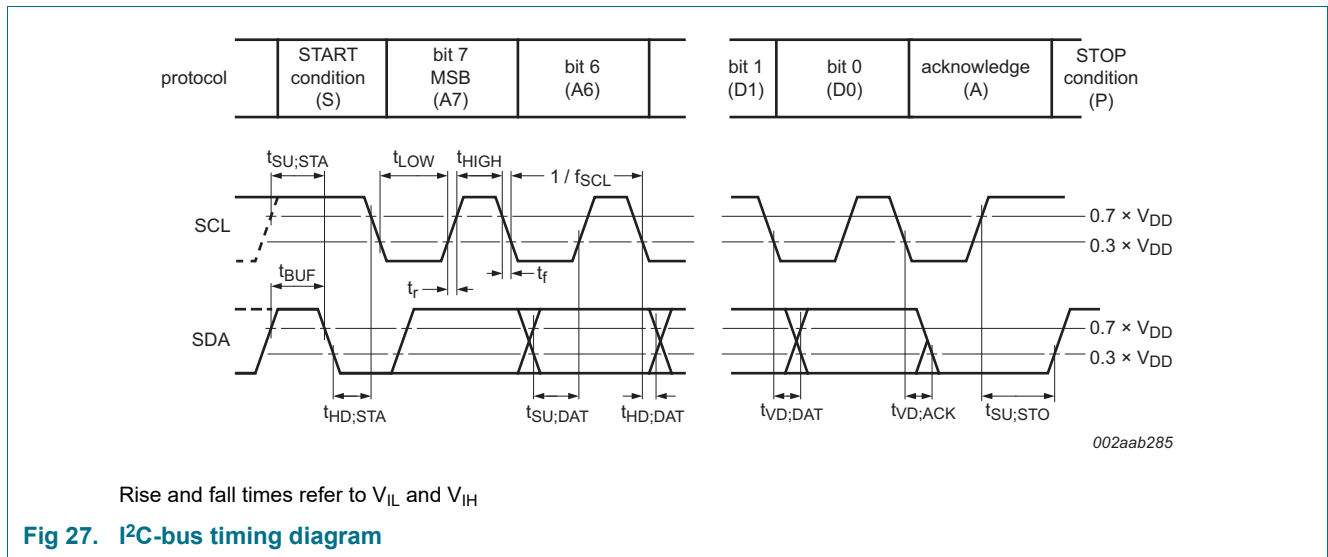 protocol
START
condition
(S)
bit 7
MSB
(A7)
bit 6
(A6)
bit 1
(D1)
bit 0
(D0)
acknowledge
(A)
STOP
condition
(P)
tSU;STA
tLOW
tHIGH
1 / fSCL
SCL
0.7 × VDD
0.3 × VDD
tBUF
tr
tf
SDA
0.7 × VDD
0.3 × VDD
tHD;STA
tSU;DAT
tHD;DAT
tVD;DAT
tVD;ACK
tSU;STO
002aab285
Rise and fall times refer to VIL and VIH
Fig 27. I²C-bus timing diagram